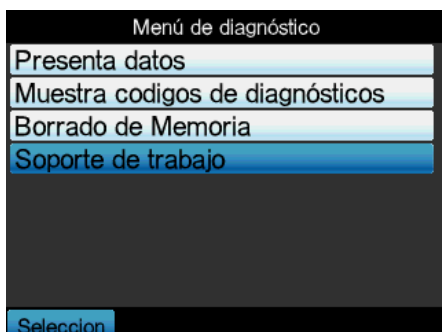 Menú de diagnóstico
Presenta datos
Muestra codigos de diagnósticos
Borrado de Memoria
Soporte de trabajo
Seleccion